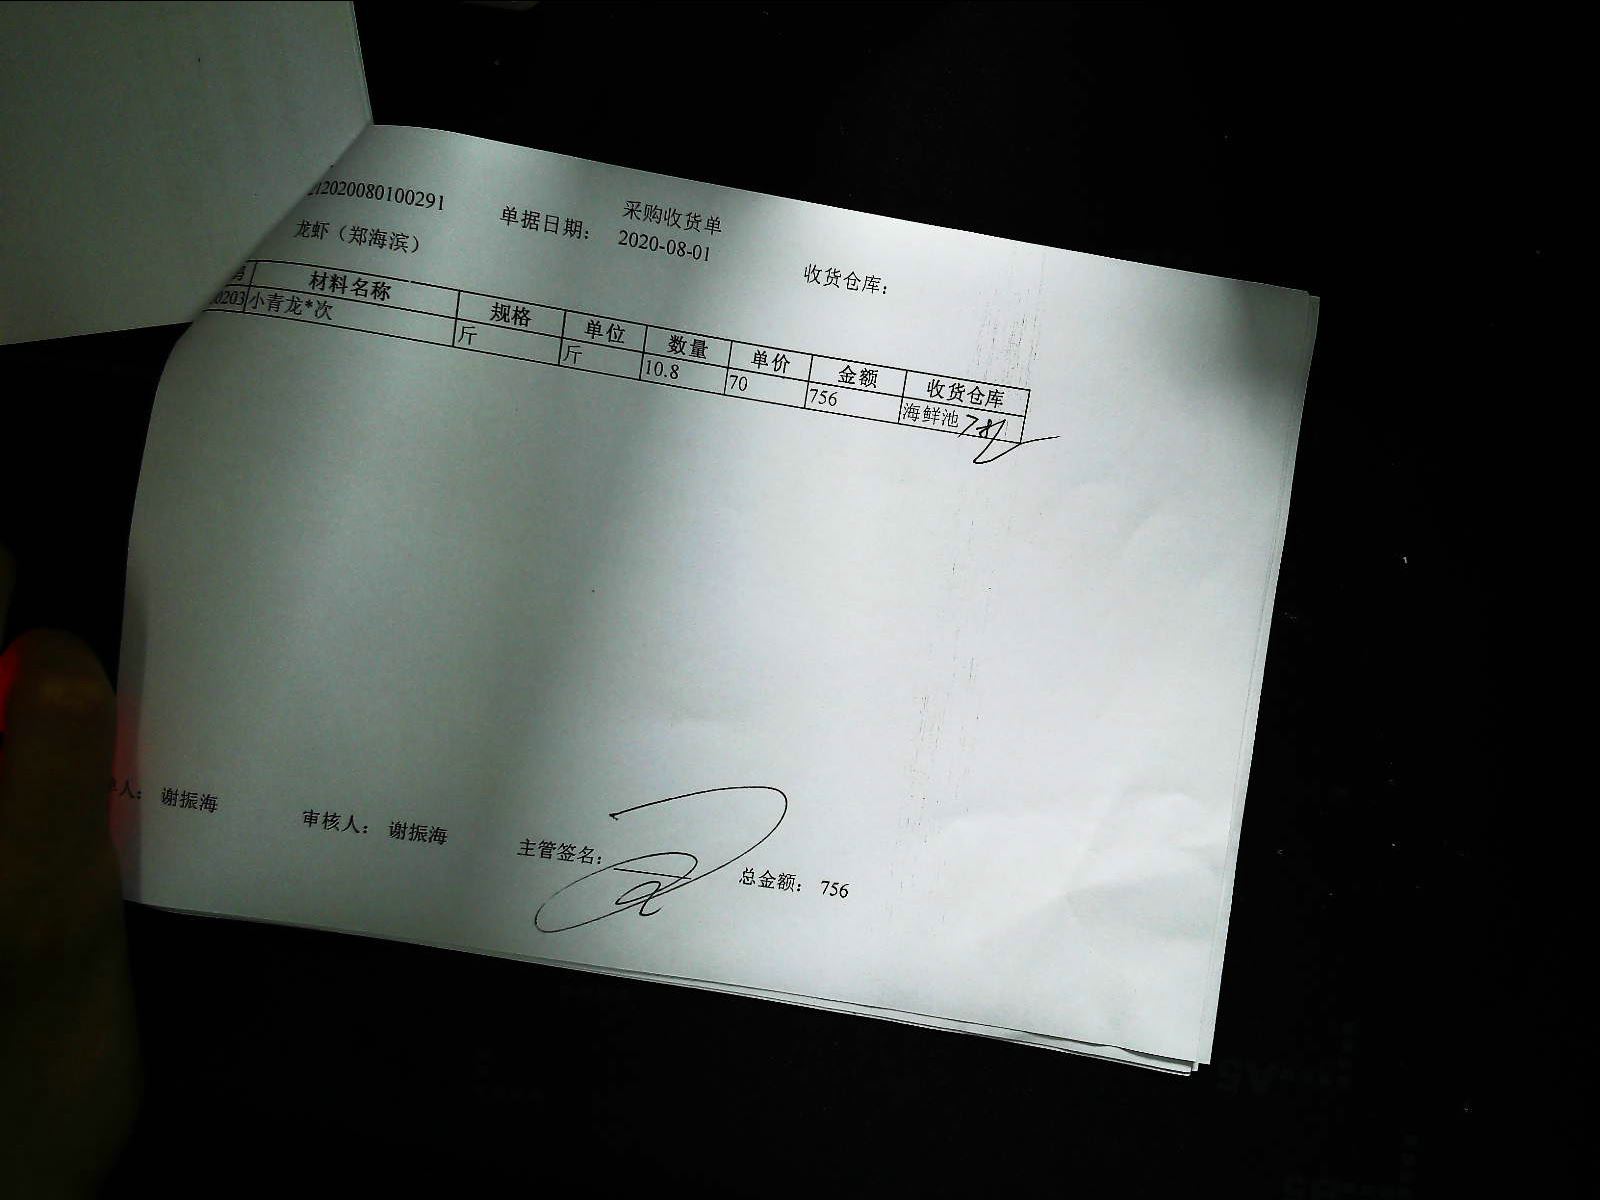 采购收货单
2020080100291 单据日期： 2020-08-01 收货仓库：
龙虾（郑海滨）
材料名称 规格 单位 数量 单价 金额 收货仓库
0203 小青龙*次 斤 斤 10.8 70 756 海鲜池
人： 谢振海 审核人： 谢振海 主管签名： 总金额： 756